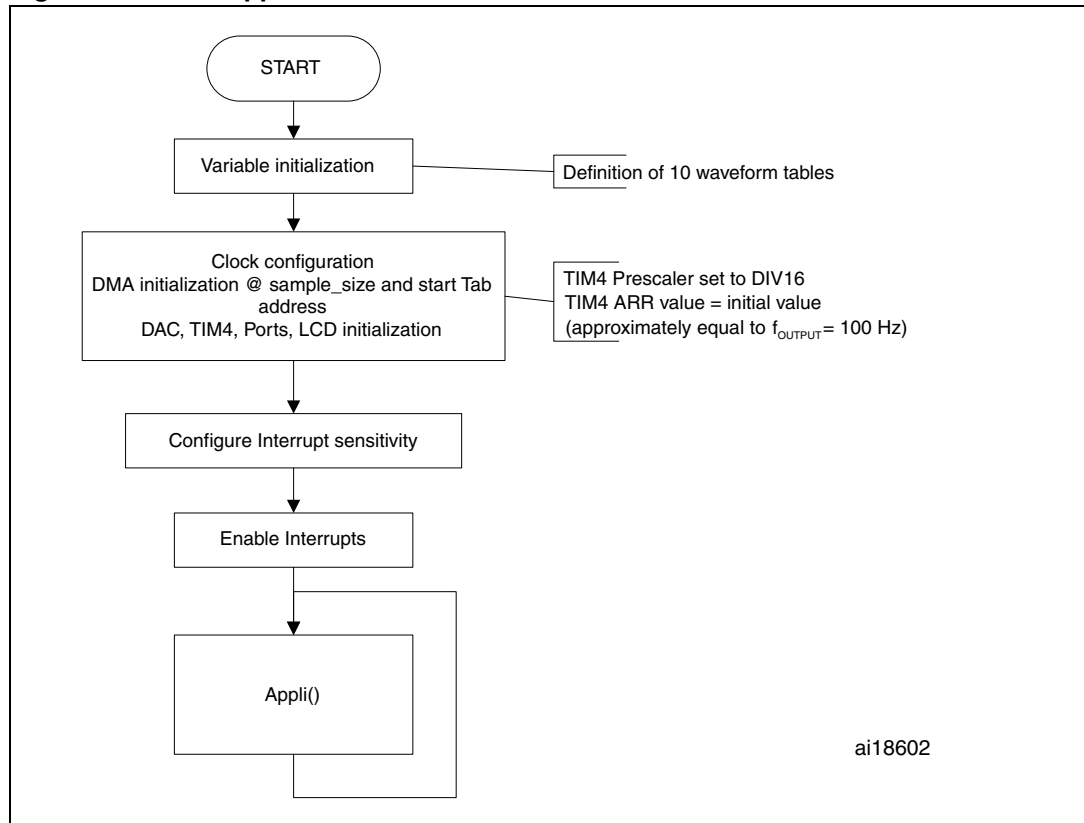 START
Variable initialization
Definition of 10 waveform tables
Clock configuration
DMA initialization @ sample_size and start Tab
address
DAC, TIM4, Ports, LCD initialization
TIM4 Prescaler set to DIV16
TIM4 ARR value = initial value
(approximately equal to fOUTPUT= 100 Hz)
Configure Interrupt sensitivity
Enable Interrupts
Appli()
ai18602